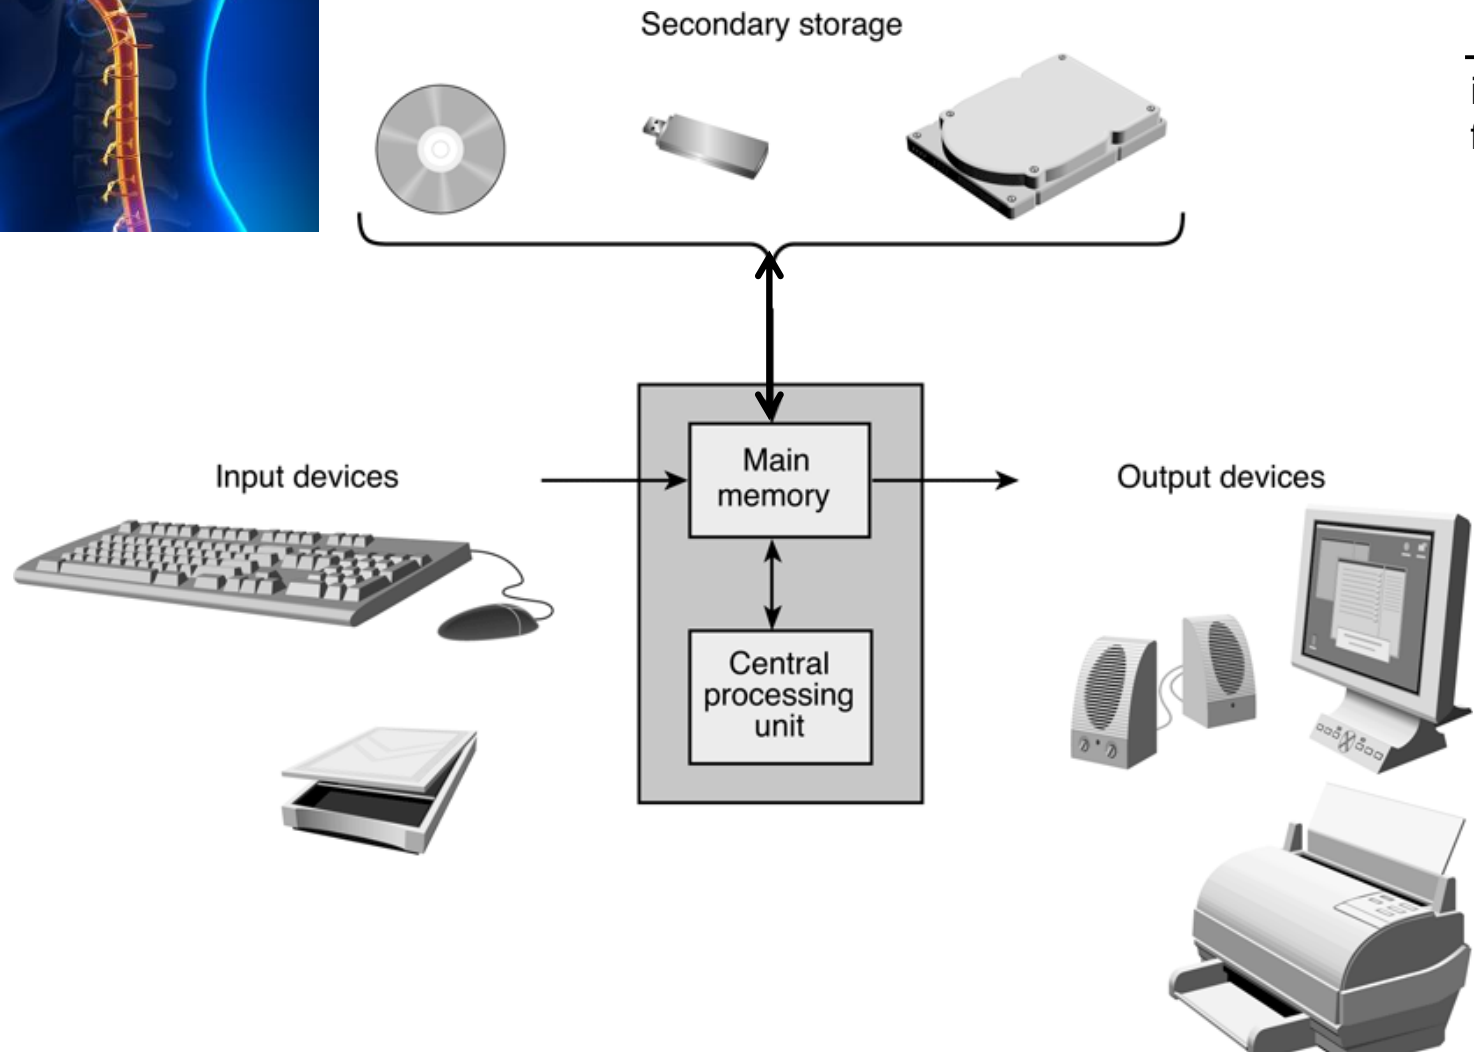 Secondary storage
Input devices
Main
memory
Output devices
Central
processing
unit